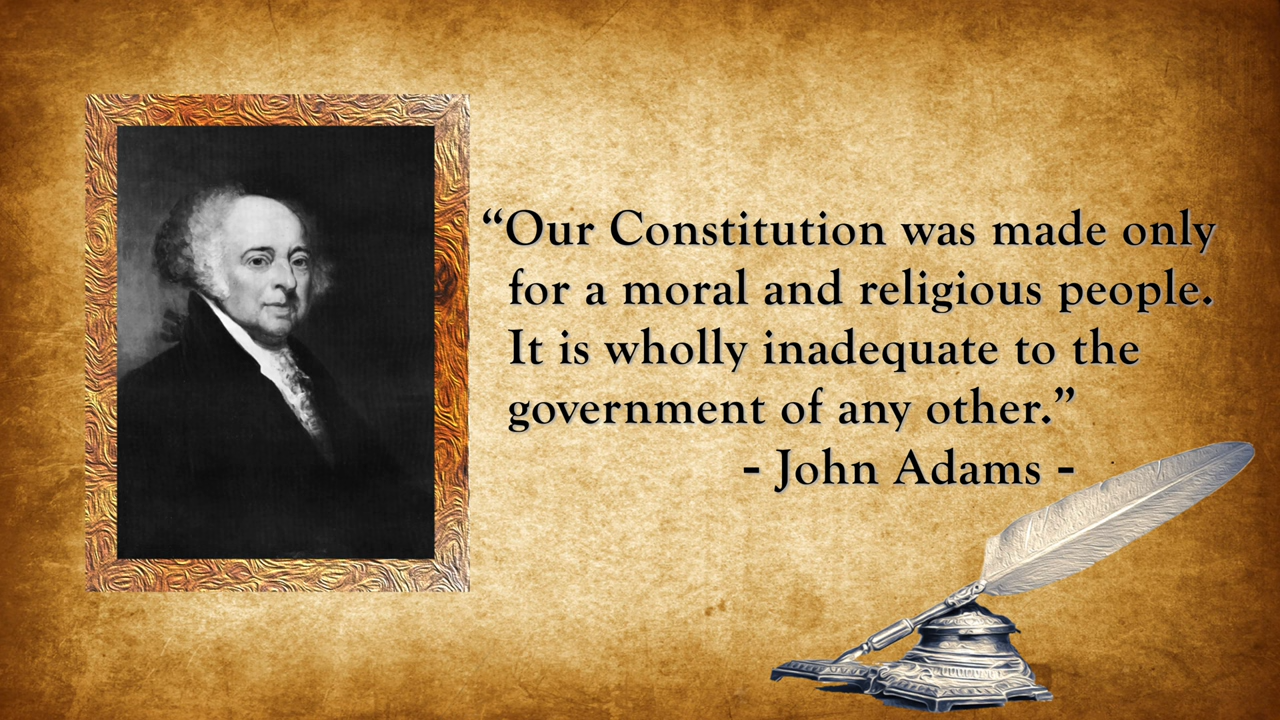 “Our Constitution was made only
for a moral and religious people.
It is wholly inadequate to the
government of any other.”
- John Adams -